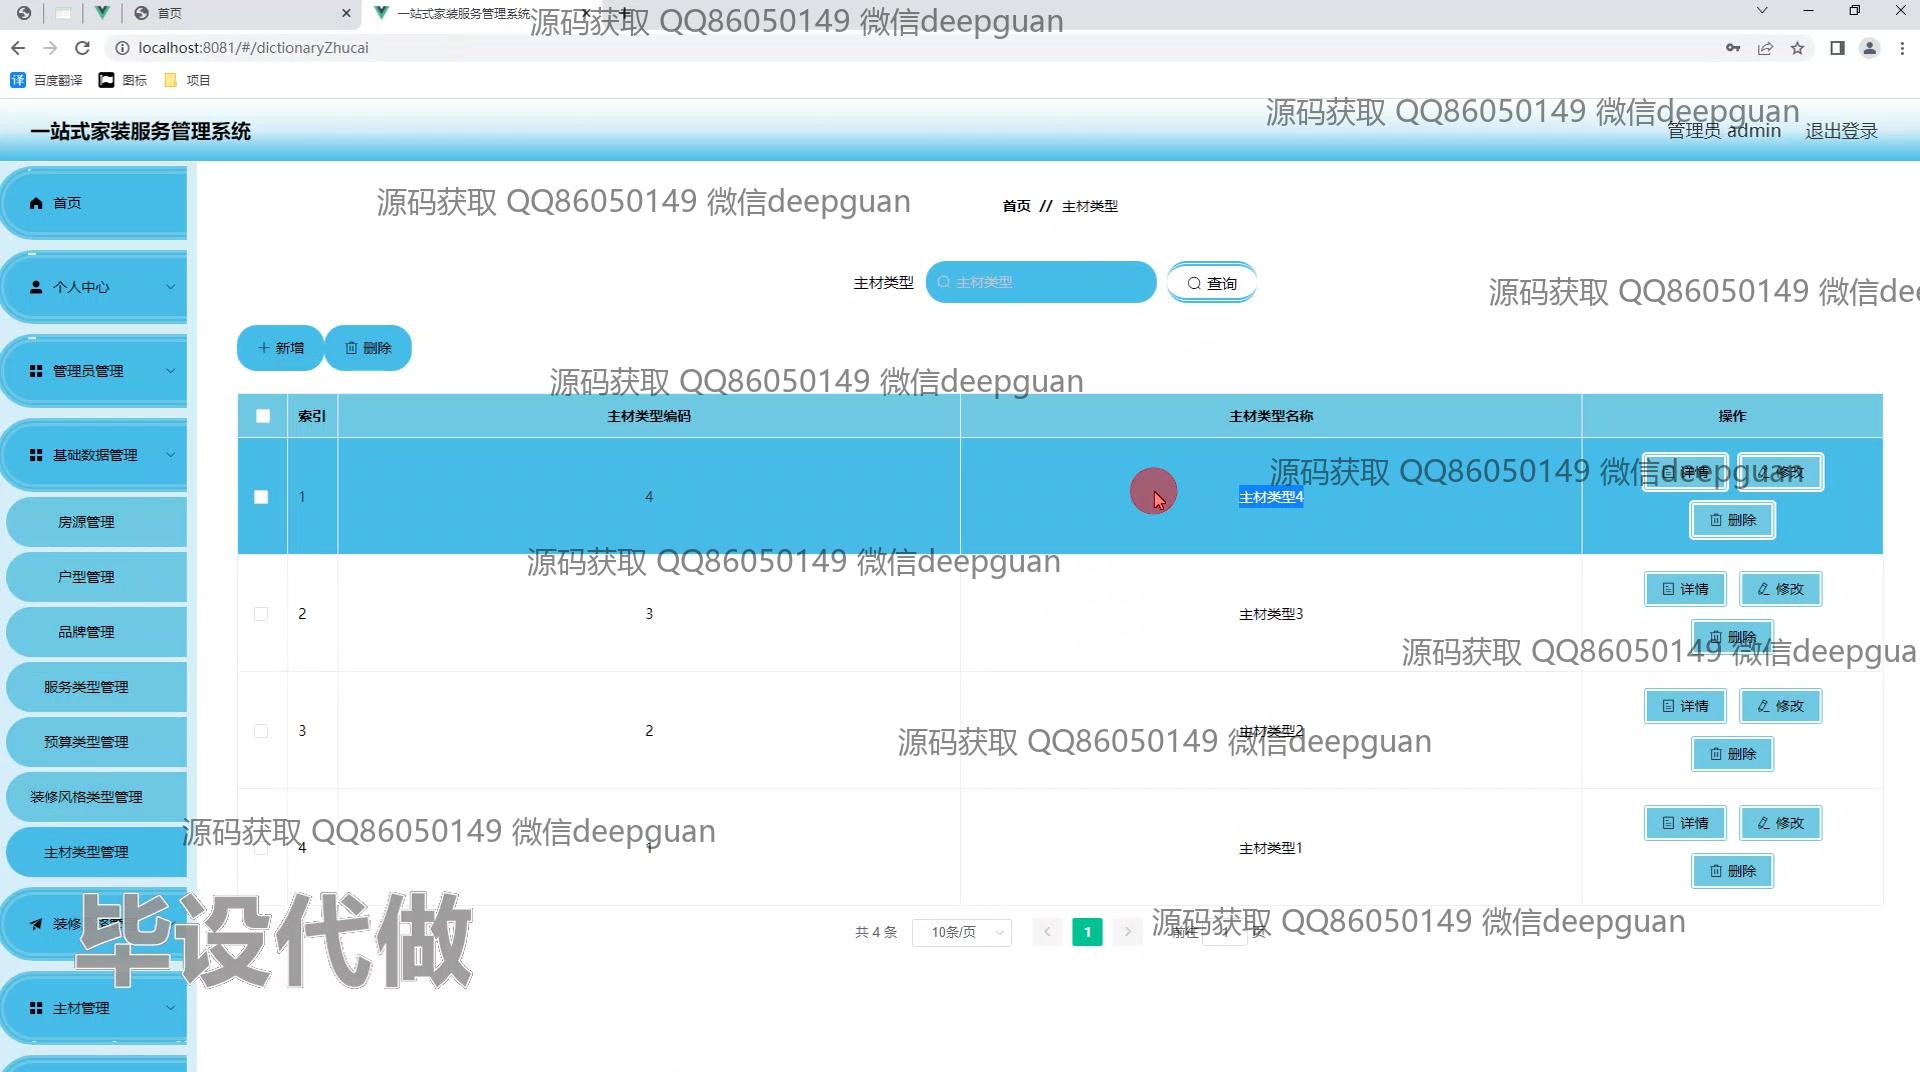 首页
一站式家装服务管理系统
源码获取 QQ86050149 微信deepguan
localhost:8081/#/dictionaryZhucai
百度翻译
图标
项目
一站式家装服务管理系统
源码获取 QQ86050149 微信deepguan
管理员 admin
退出登录
首页
源码获取 QQ86050149 微信deepguan
首页 // 主材类型
个人中心
主材类型
主材类型
查询
源码获取 QQ86050149 微信dee
新增
删除
管理员管理
源码获取 QQ86050149 微信deepguan
索引
主材类型编码
主材类型名称
操作
基础数据管理
1
4
主材类型4
详情
修改
源码获取 QQ86050149 微信deepguan
删除
房源管理
源码获取 QQ86050149 微信deepguan
户型管理
2
3
主材类型3
详情
修改
删除
品牌管理
源码获取 QQ86050149 微信deepgua
服务类型管理
3
2
主材类型2
详情
修改
删除
预算类型管理
源码获取 QQ86050149 微信deepguan
装修风格类型管理
源码获取 QQ86050149 微信deepguan
4
1
主材类型1
详情
修改
删除
主材类型管理
装修
毕设代做
共 4 条
10条/页
1
前往
1
页
源码获取 QQ86050149 微信deepguan
主材管理